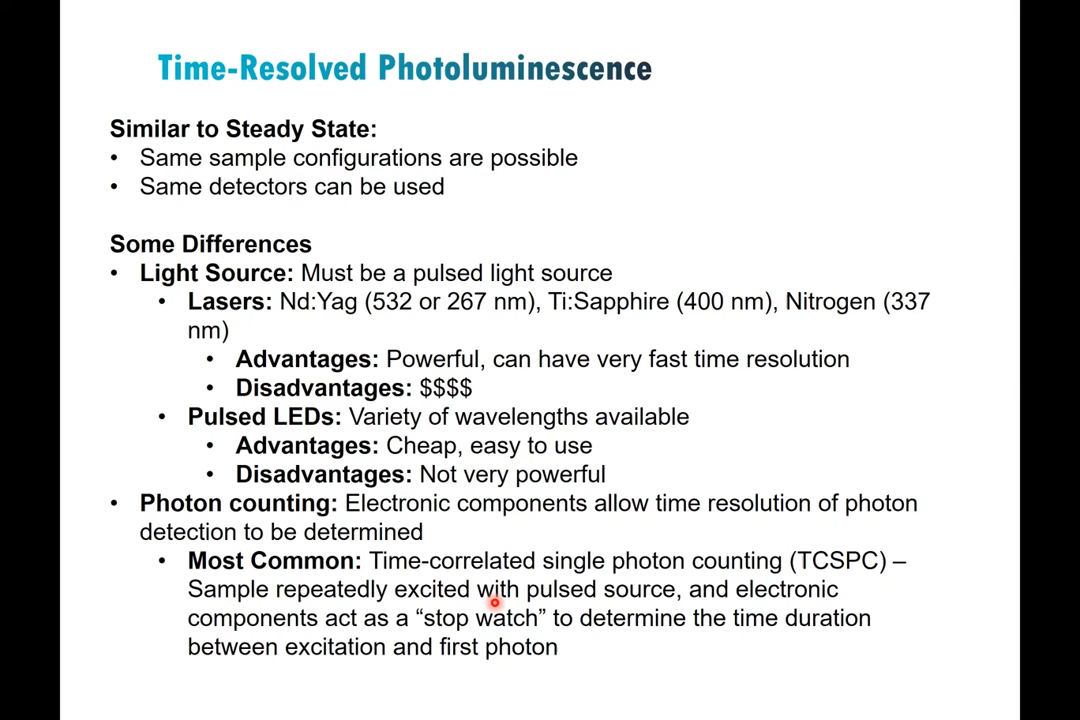 Time-Resolved Photoluminescence
Similar to Steady State:
• Same sample configurations are possible
• Same detectors can be used
Some Differences
• Light Source: Must be a pulsed light source
• Lasers: Nd:Yag (532 or 267 nm), Ti:Sapphire (400 nm), Nitrogen (337
nm)
• Advantages: Powerful, can have very fast time resolution
• Disadvantages: $$$$
• Pulsed LEDs: Variety of wavelengths available
• Advantages: Cheap, easy to use
• Disadvantages: Not very powerful
• Photon counting: Electronic components allow time resolution of photon
detection to be determined
• Most Common: Time-correlated single photon counting (TCSPC) –
Sample repeatedly excited with pulsed source, and electronic
components act as a “stop watch” to determine the time duration
between excitation and first photon